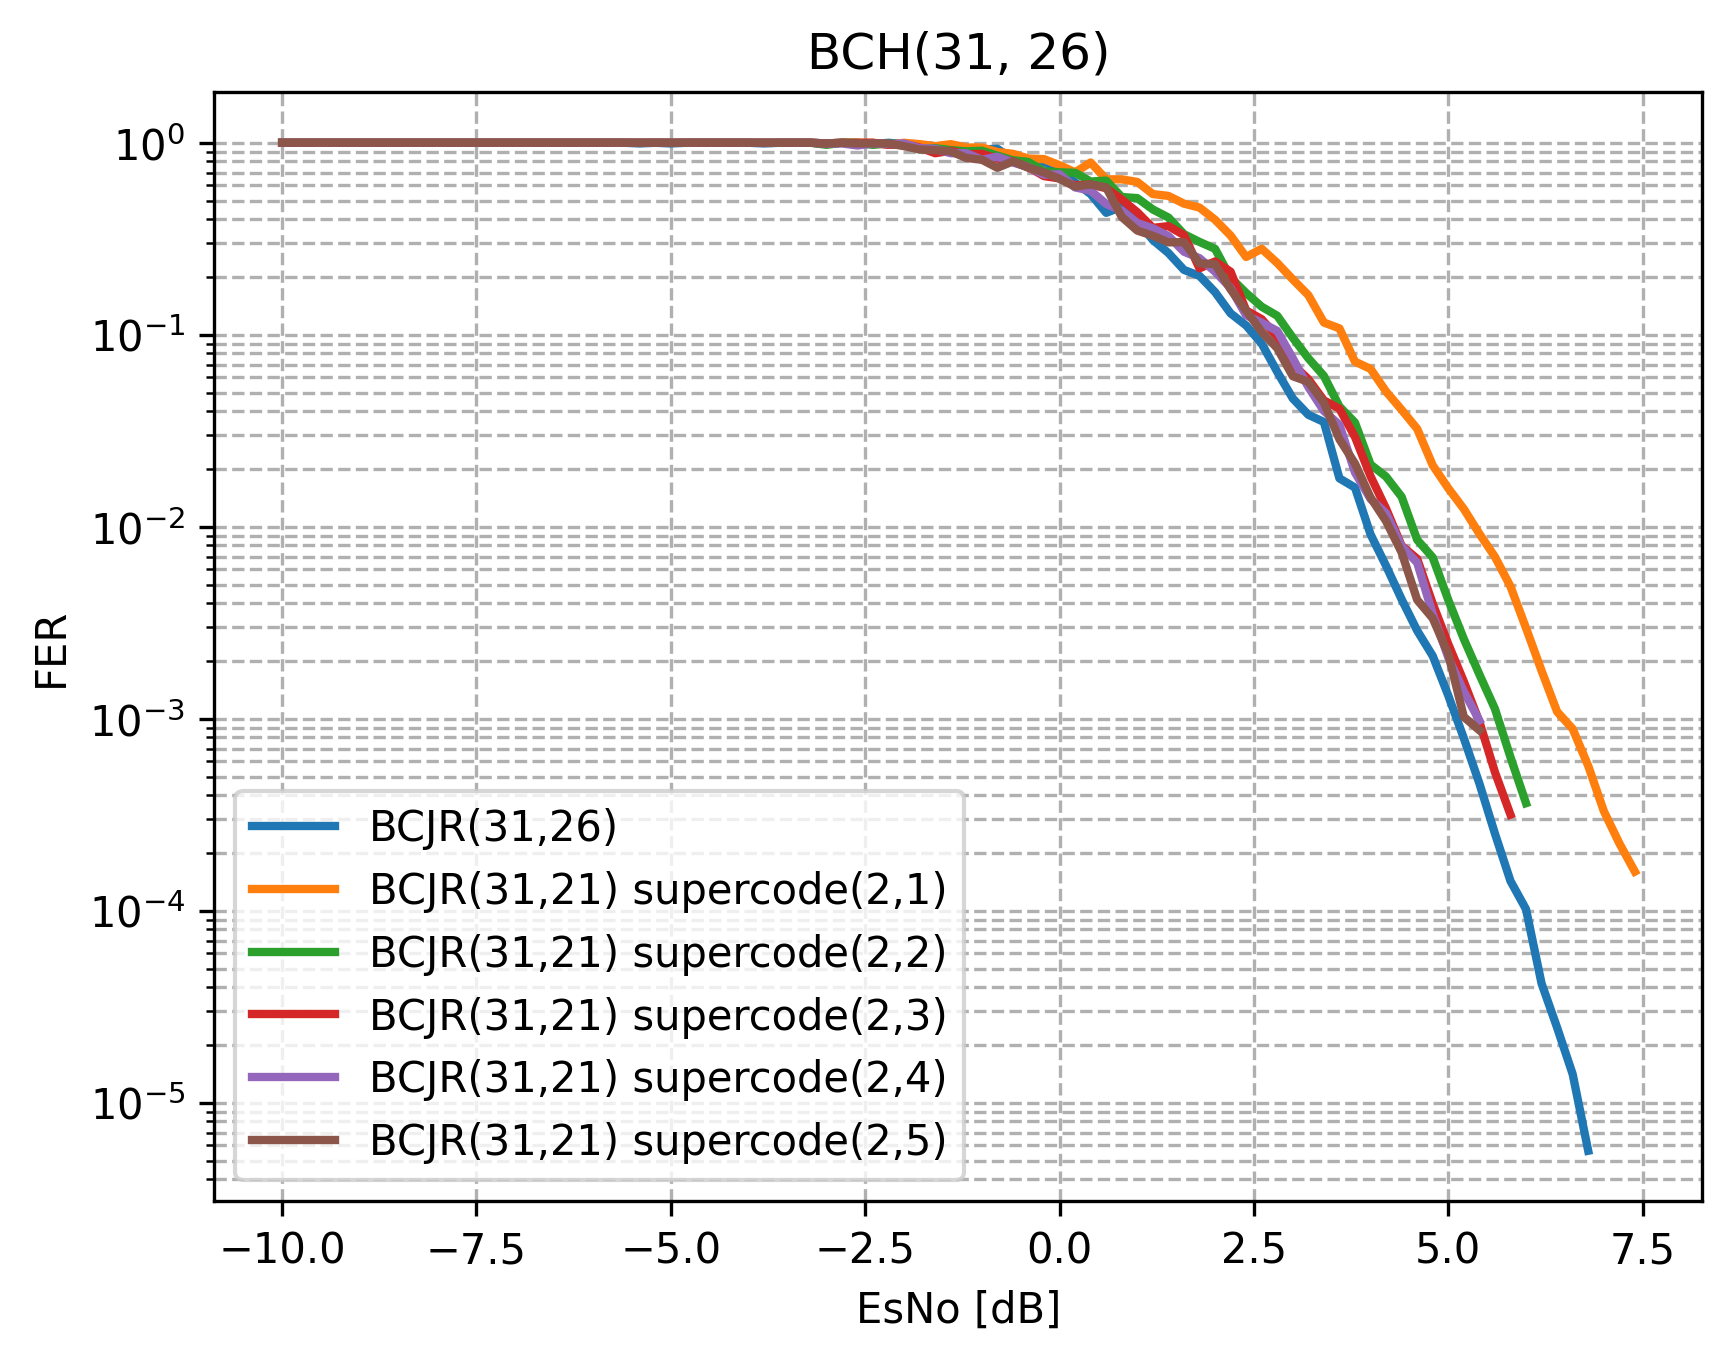 BCH(31, 26)
10⁰
10⁻¹
10⁻²
10⁻³
10⁻⁴
10⁻⁵
FER
BCJR(31,26)
BCJR(31,21) supercode(2,1)
BCJR(31,21) supercode(2,2)
BCJR(31,21) supercode(2,3)
BCJR(31,21) supercode(2,4)
BCJR(31,21) supercode(2,5)
−10.0 −7.5 −5.0 −2.5 0.0 2.5 5.0 7.5
EsNo [dB]